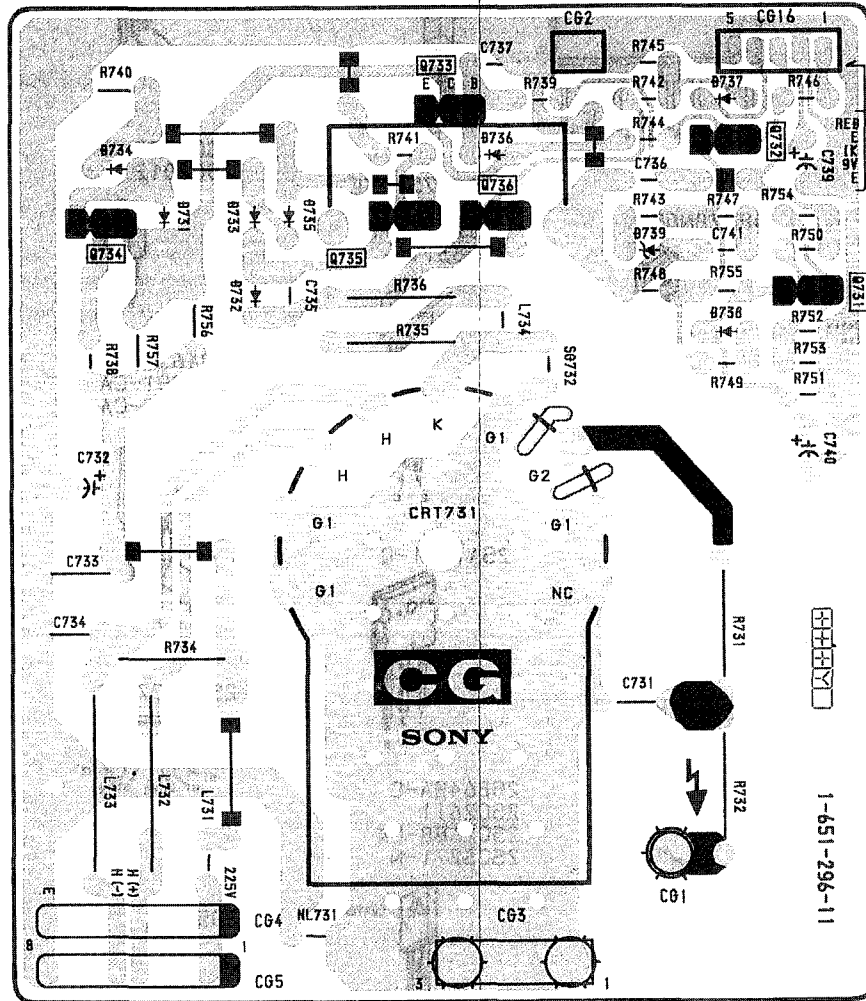 CG2
5 CG16 1
C737
R745
R740
Q733
E C B
R739
R742
D737
R746
R744
Q732
C739
D734
R741
D736
C736
Q736
R743
R747
R754
D731
D733
D735
Q734
Q735
D739
C741
R750
R748
R755
Q731
R736
D732
C735
R756
R735
L734
D738
R752
R738
R757
SG732
R753
R749
R751
K
H
G1
C740
C732
H
G2
CRT731
G1
G1
C733
G1
NC
C734
R731
R734
C731
CG
SONY
L733
L732
L731
R732
1-651-296-11
E
H (-)
H (+)
225V
CG1
CG4
NL731
CG3
8
1
CG5
3
1